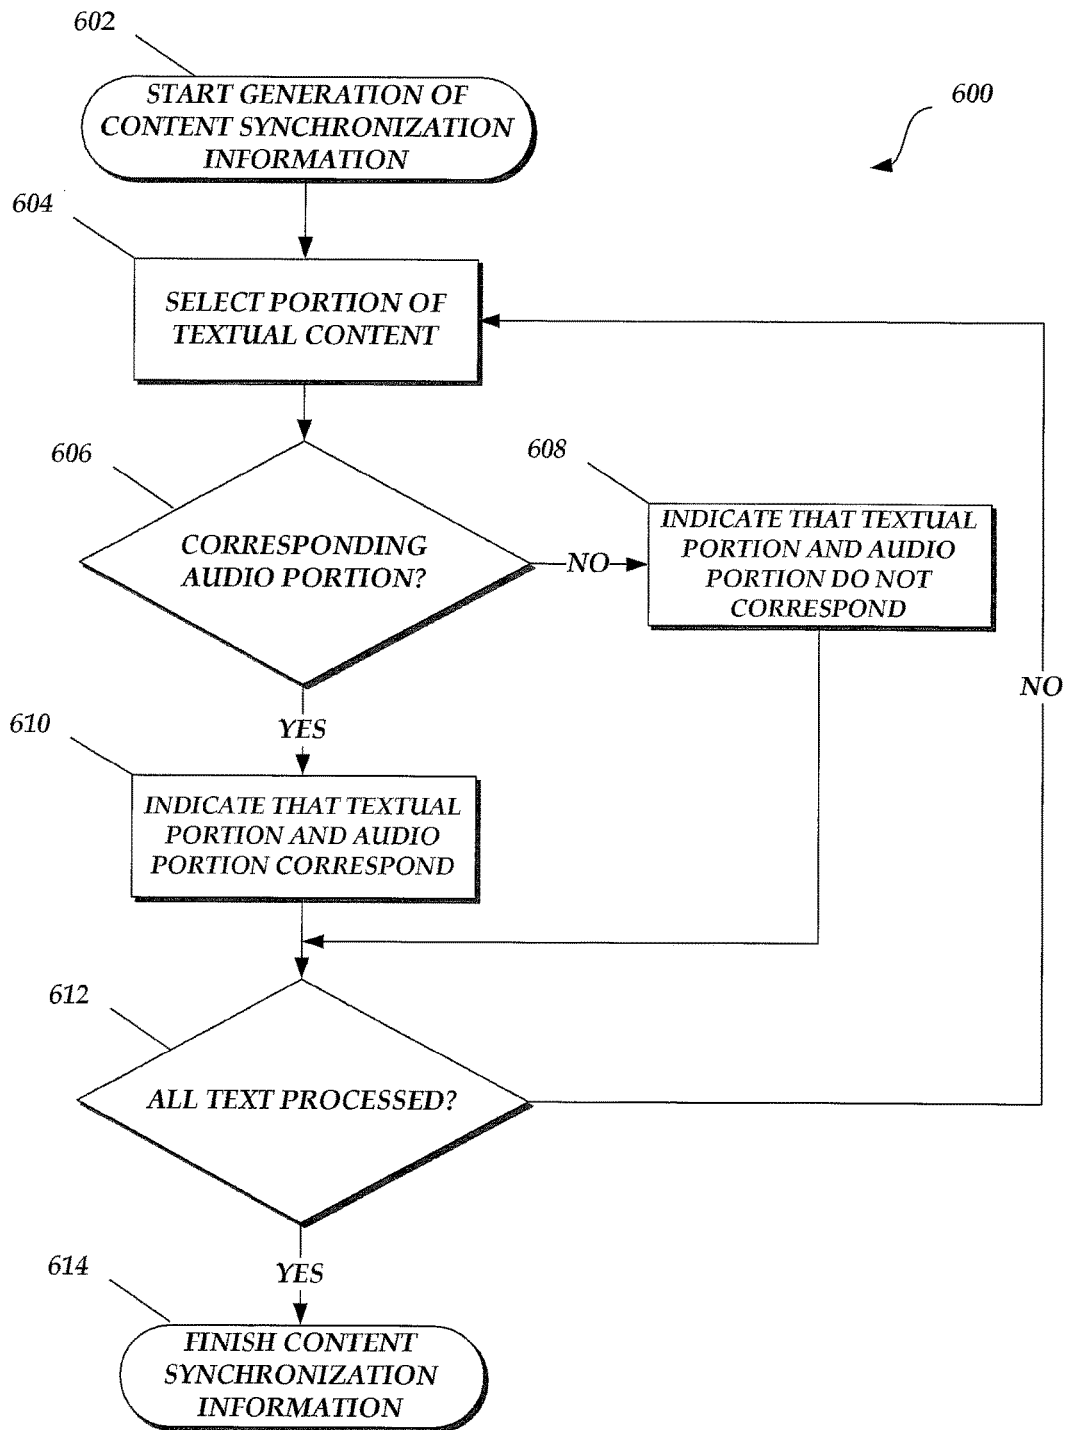 602
START GENERATION OF
CONTENT SYNCHRONIZATION
INFORMATION
600
604
SELECT PORTION OF
TEXTUAL CONTENT
606
CORRESPONDING
AUDIO PORTION?
NO
608
INDICATE THAT TEXTUAL
PORTION AND AUDIO
PORTION DO NOT
CORRESPOND
NO
YES
610
INDICATE THAT TEXTUAL
PORTION AND AUDIO
PORTION CORRESPOND
612
ALL TEXT PROCESSED?
YES
614
FINISH CONTENT
SYNCHRONIZATION
INFORMATION